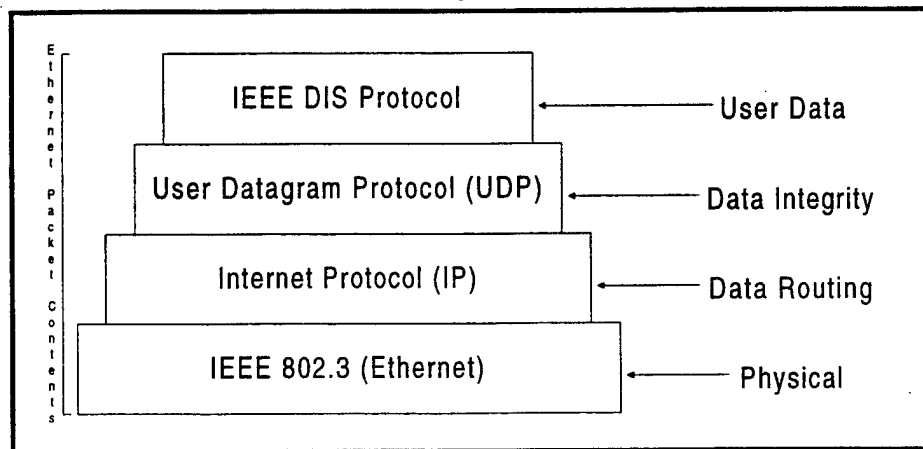 Ethernet Packet Contents
IEEE DIS Protocol
User Data
User Datagram Protocol (UDP)
Data Integrity
Internet Protocol (IP)
Data Routing
IEEE 802.3 (Ethernet)
Physical